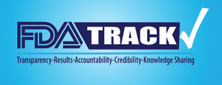 FDA TRACK
Transparency-Results-Accountability-Credibility-Knowledge Sharing